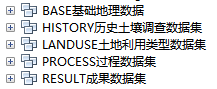 BASE基础地理数据
HISTORY历史土壤调查数据集
LANDUSE土地利用类型数据集
PROCESS过程数据集
RESULT成果数据集